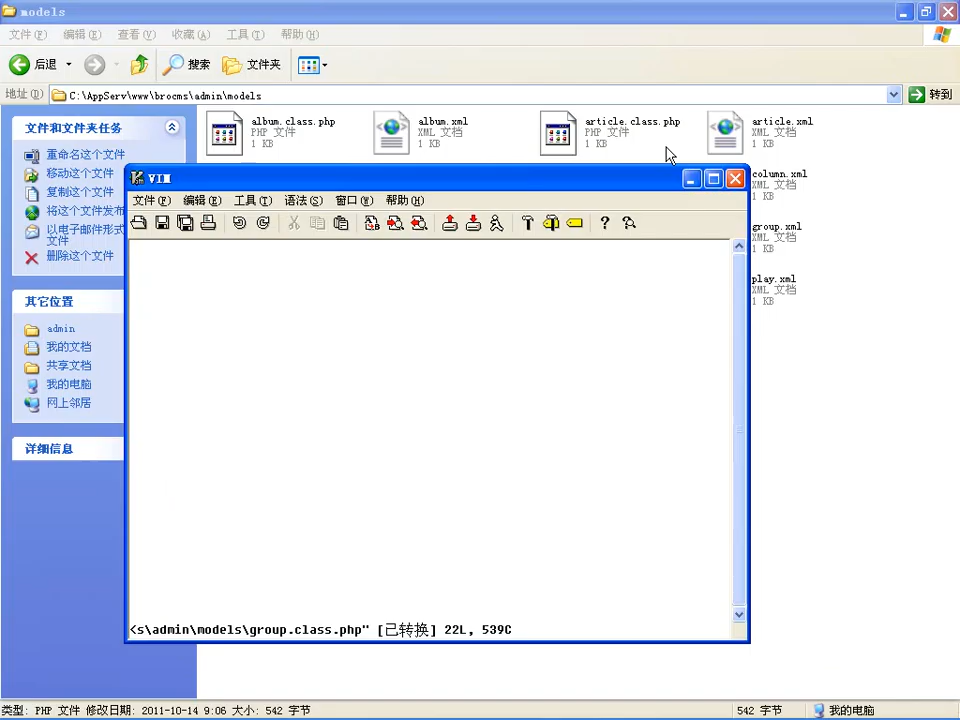 models
文件(F) 编辑(E) 查看(V) 收藏(A) 工具(T) 帮助(H)
后退 搜索 文件夹
地址(D) C:\AppServ\www\brocms\admin\models 转到
文件和文件夹任务
重命名这个文件
移动这个文件
复制这个文件
将这个文件发布
以电子邮件形式
文件
删除这个文件
其它位置
admin
我的文档
共享文档
我的电脑
网上邻居
详细信息
album.class.php
PHP 文件
1 KB
album.xml
XML 文档
1 KB
article.class.php
PHP 文件
1 KB
article.xml
XML 文档
1 KB
column.xml
XML 文档
1 KB
group.xml
XML 文档
1 KB
play.xml
XML 文档
1 KB
VIM
文件(F) 编辑(E) 工具(T) 语法(S) 窗口(W) 帮助(H)
<s\admin\models\group.class.php" [已转换] 22L, 539C
类型: PHP 文件 修改日期: 2011-10-14 9:06 大小: 542 字节 542 字节 我的电脑